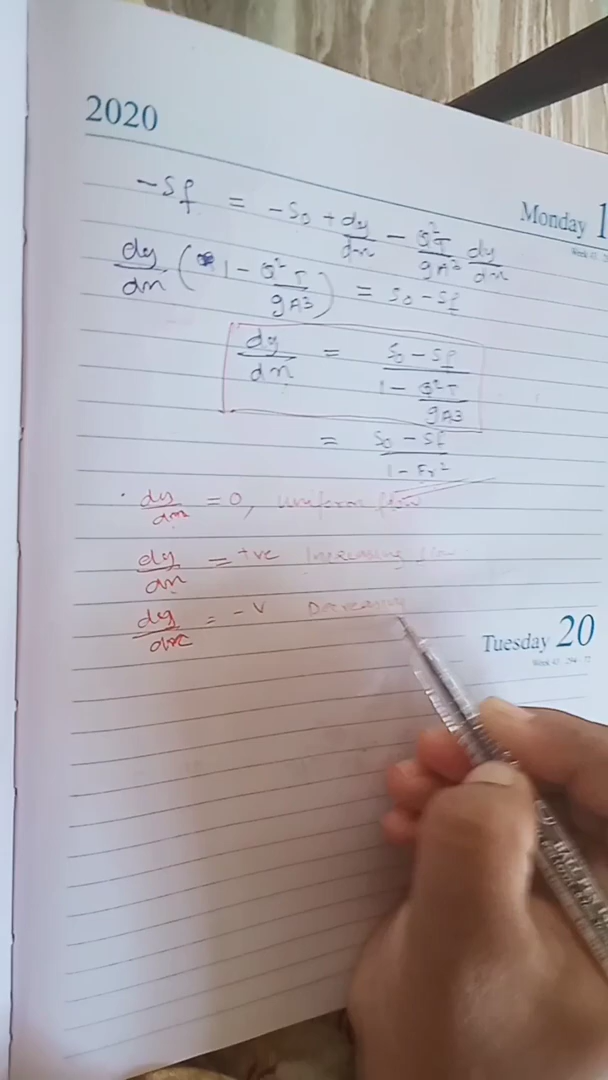 2020
Monday 1
-Sf = -S0 + dy/dx - Q²T/gA³ dy/dx
dy/dx (1 - Q²T/gA3) = S0 - Sf
dy/dx = S0 - Sf / 1 - Q²T/gA3
= S0 - Sf / 1 - Fr²
dy/dx = 0, Uniform flow
dy/dx = +ve Increasing flow
dy/dx = -v Decreasing
Tuesday 20